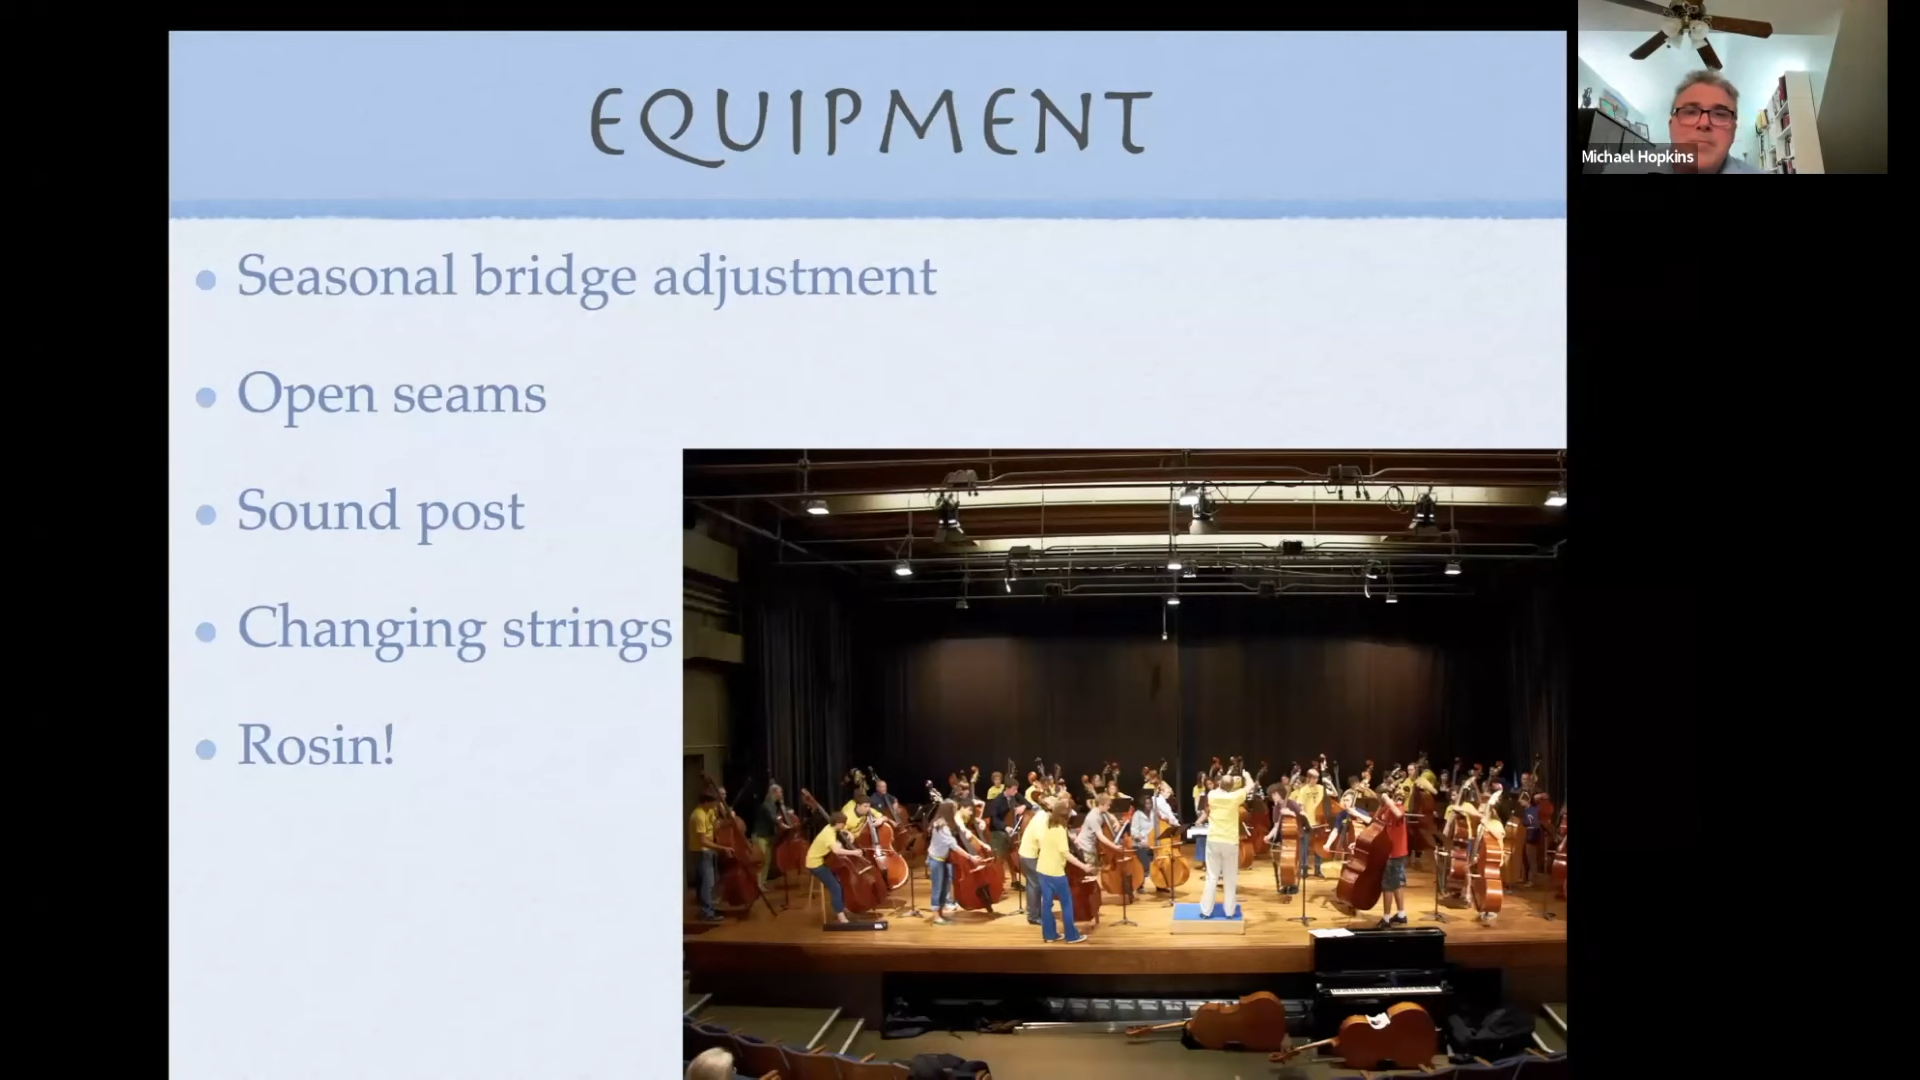 EQUIPMENT
Michael Hopkins
Seasonal bridge adjustment
Open seams
Sound post
Changing strings
Rosin!